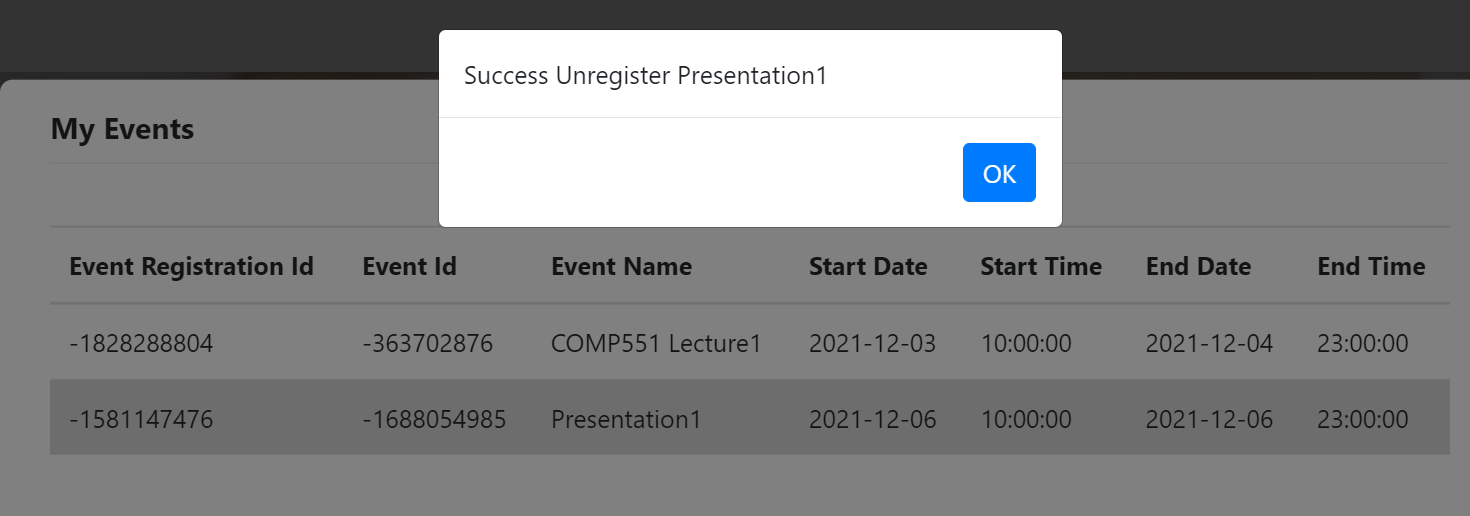 Success Unregister Presentation1
OK
My Events
Event Registration Id Event Id Event Name Start Date Start Time End Date End Time
-1828288804 -363702876 COMP551 Lecture1 2021-12-03 10:00:00 2021-12-04 23:00:00
-1581147476 -1688054985 Presentation1 2021-12-06 10:00:00 2021-12-06 23:00:00